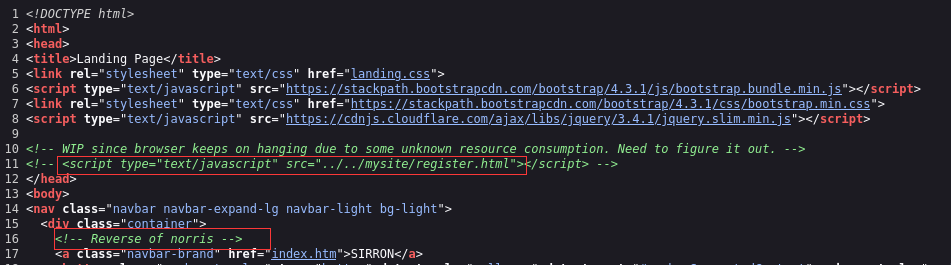 1 <!DOCTYPE html>
2 <html>
3 <head>
4 <title>Landing Page</title>
5 <link rel="stylesheet" type="text/css" href="landing.css">
6 <script type="text/javascript" src="https://stackpath.bootstrapcdn.com/bootstrap/4.3.1/js/bootstrap.bundle.min.js"></script>
7 <link rel="stylesheet" type="text/css" href="https://stackpath.bootstrapcdn.com/bootstrap/4.3.1/css/bootstrap.min.css">
8 <script type="text/javascript" src="https://cdnjs.cloudflare.com/ajax/libs/jquery/3.4.1/jquery.slim.min.js"></script>
9
10 <!-- WIP since browser keeps on hanging due to some unknown resource consumption. Need to figure it out. -->
11 <!-- <script type="text/javascript" src="../../mysite/register.html"></script> -->
12 </head>
13 <body>
14 <nav class="navbar navbar-expand-lg navbar-light bg-light">
15 <div class="container">
16 <!-- Reverse of norris -->
17 <a class="navbar-brand" href="index.htm">SIRRON</a>